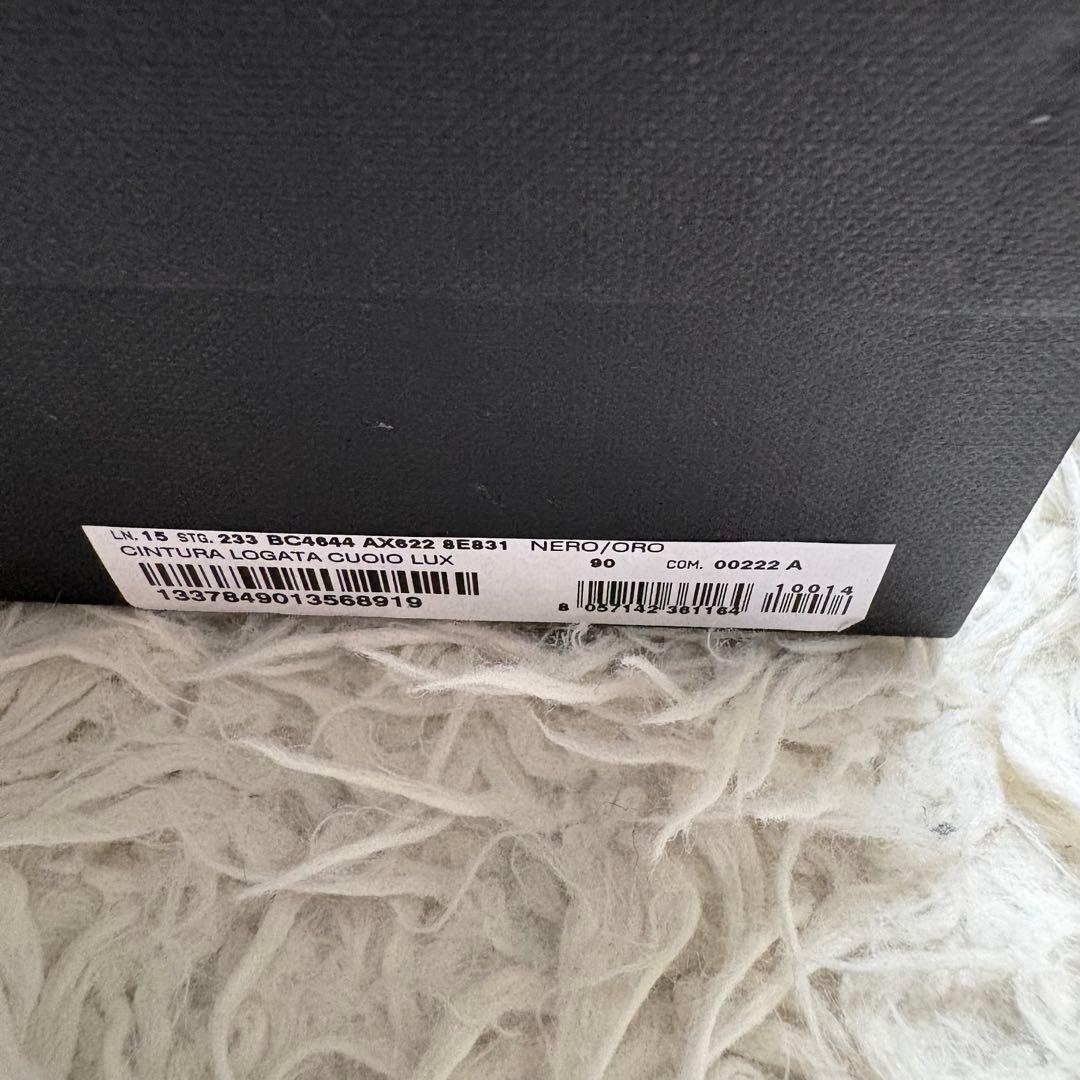 LN. 15 STG. 233 BC4644 AX622 8E831 NERO/ORO
CINTURA LOGATA CUOIO LUX 90 COM. 00222 A
1337849013568919
8 057142 381164 10014